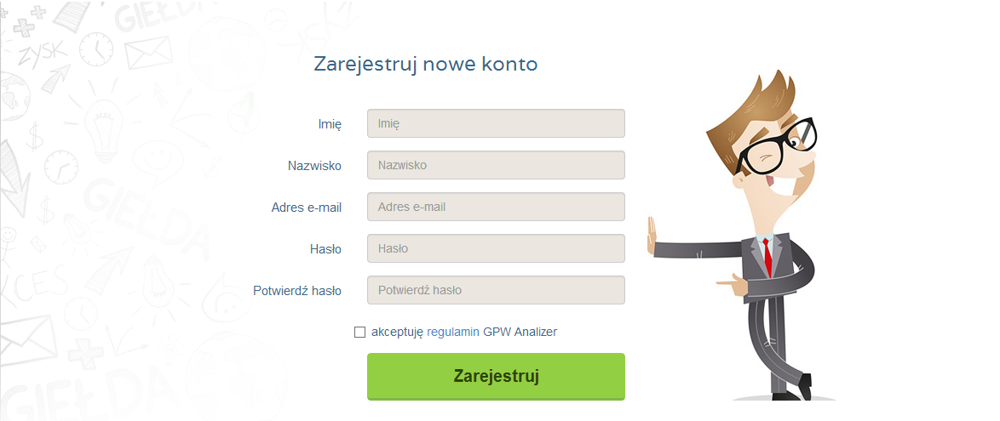 GIEŁDA
ZYSK
Zarejestruj nowe konto
Imię
Imię
Nazwisko
Nazwisko
GIEŁDA
Adres e-mail
Adres e-mail
$
Hasło
Hasło
Potwierdź hasło
Potwierdź hasło
akceptuję regulamin GPW Analizer
Zarejestruj
GIEŁDA